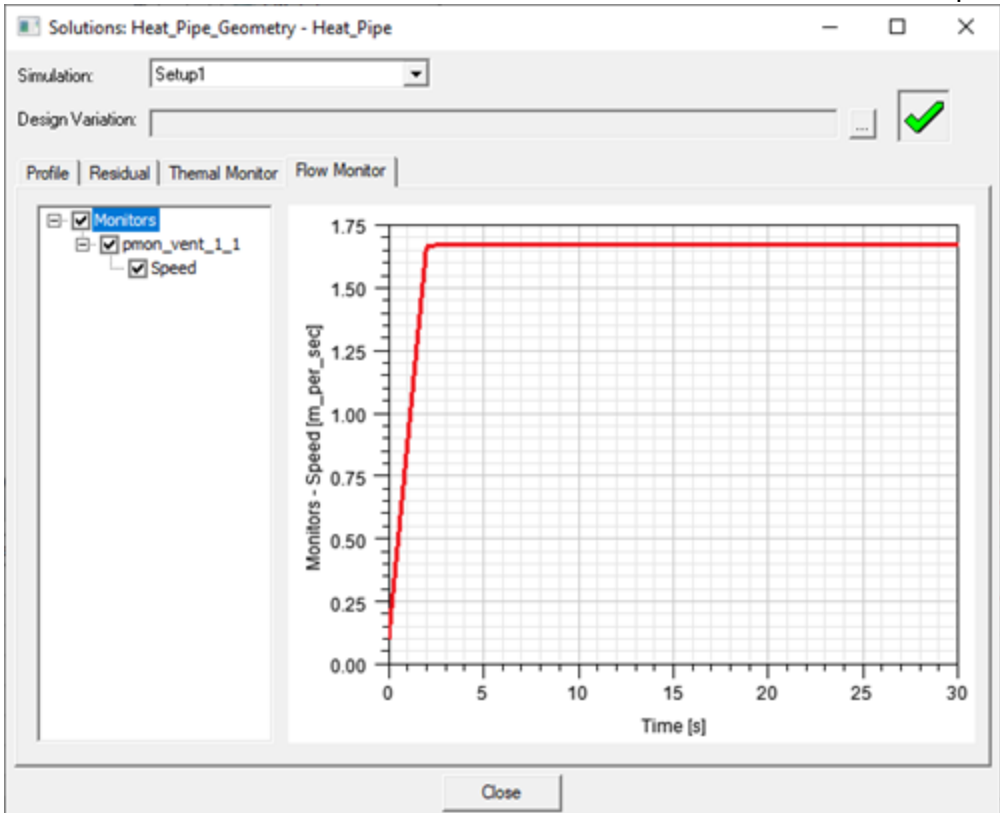 Solutions: Heat_Pipe_Geometry - Heat_Pipe
Simulation: Setup1
Design Variation: ...
Profile Residual Themal Monitor Flow Monitor
Monitors
pmon_vent_1_1
Speed
Monitors - Speed [m_per_sec]
1.75
1.50
1.25
1.00
0.75
0.50
0.25
0.00
0 5 10 15 20 25 30
Time [s]
Close